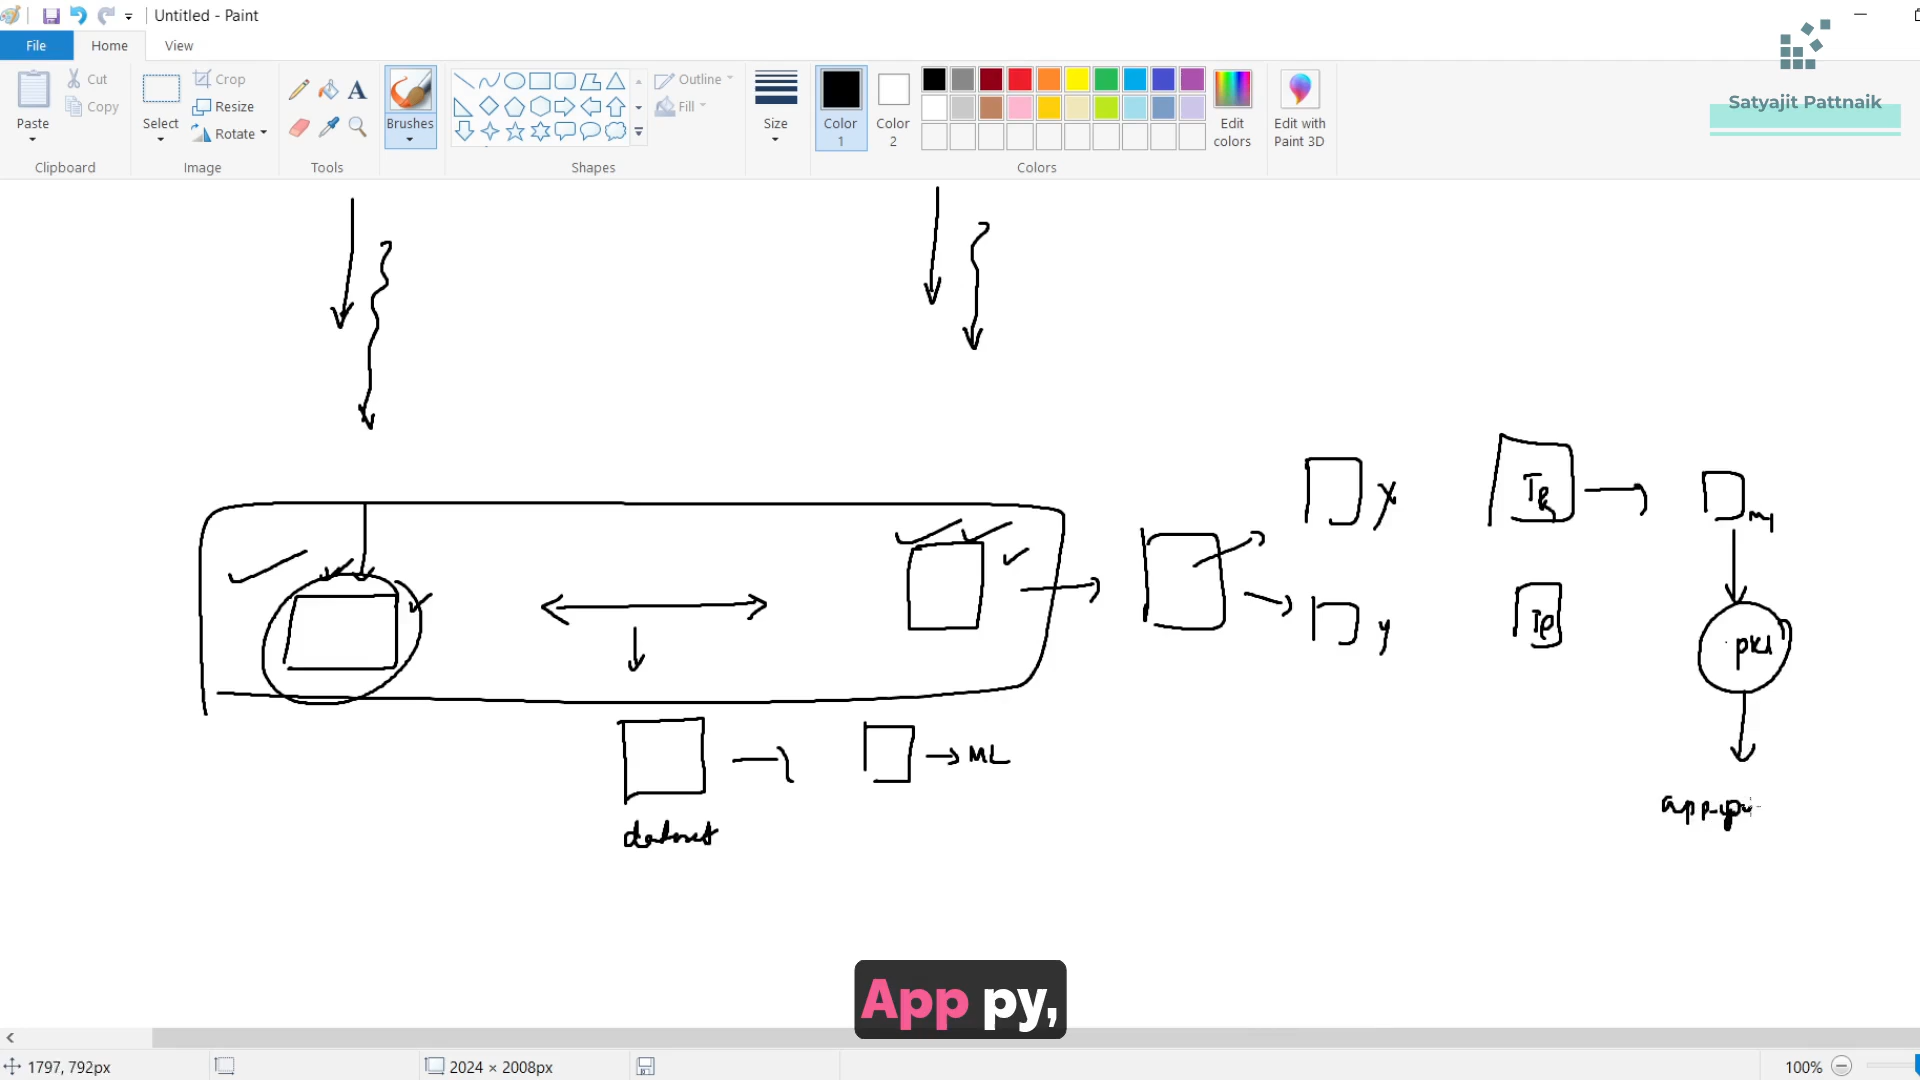 Untitled - Paint
File
Home
View
Paste
Cut
Copy
Clipboard
Select
Crop
Resize
Rotate
Image
A
Tools
Brushes
Outline
Fill
Shapes
Size
Color
1
Color
2
Edit
colors
Edit with
Paint 3D
Colors
Satyajit Pattnaik
X
TR
M1
y
pkl
ML
dataset
App py,
1797, 792px
2024 × 2008px
100%